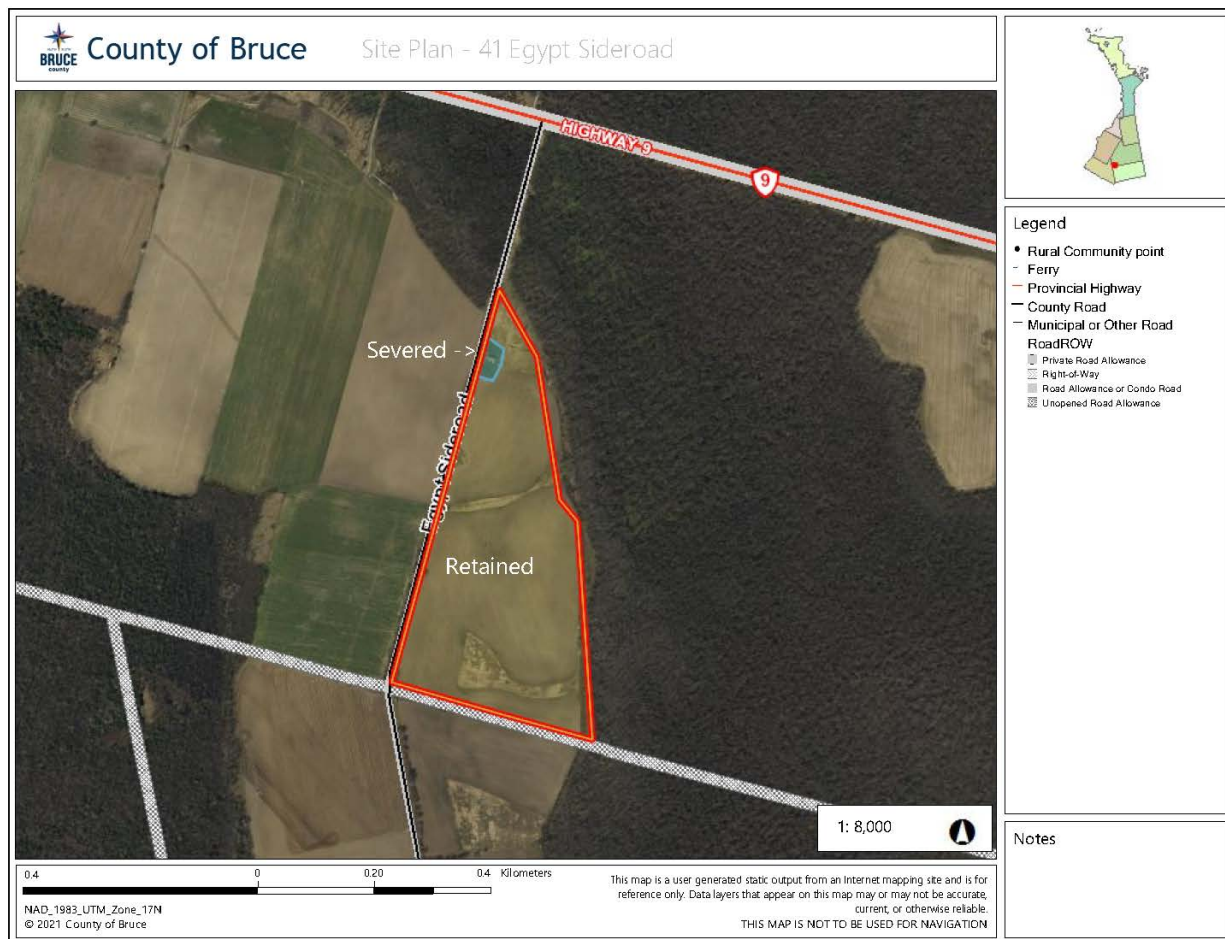 BRUCE
county
County of Bruce
Site Plan - 41 Egypt Sideroad
HIGHWAY 9
9
Severed ->
Egypt Sideroad
Retained
1: 8,000
Legend
Rural Community point
Ferry
Provincial Highway
County Road
Municipal or Other Road
RoadROW
Private Road Allowance
Right-of-Way
Road Allowance or Condo Road
Unopened Road Allowance
Notes
0.4 0 0.20 0.4 Kilometers
NAD_1983_UTM_Zone_17N
© 2021 County of Bruce
This map is a user generated static output from an Internet mapping site and is for
reference only. Data layers that appear on this map may or may not be accurate,
current, or otherwise reliable.
THIS MAP IS NOT TO BE USED FOR NAVIGATION